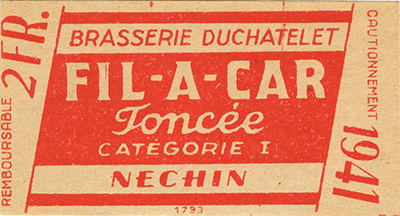 REMBOURSABLE 2 FR.
BRASSERIE DUCHATELET
FIL-A-CAR
Foncée
CATÉGORIE I
NECHIN
CAUTIONNEMENT 1941
1793